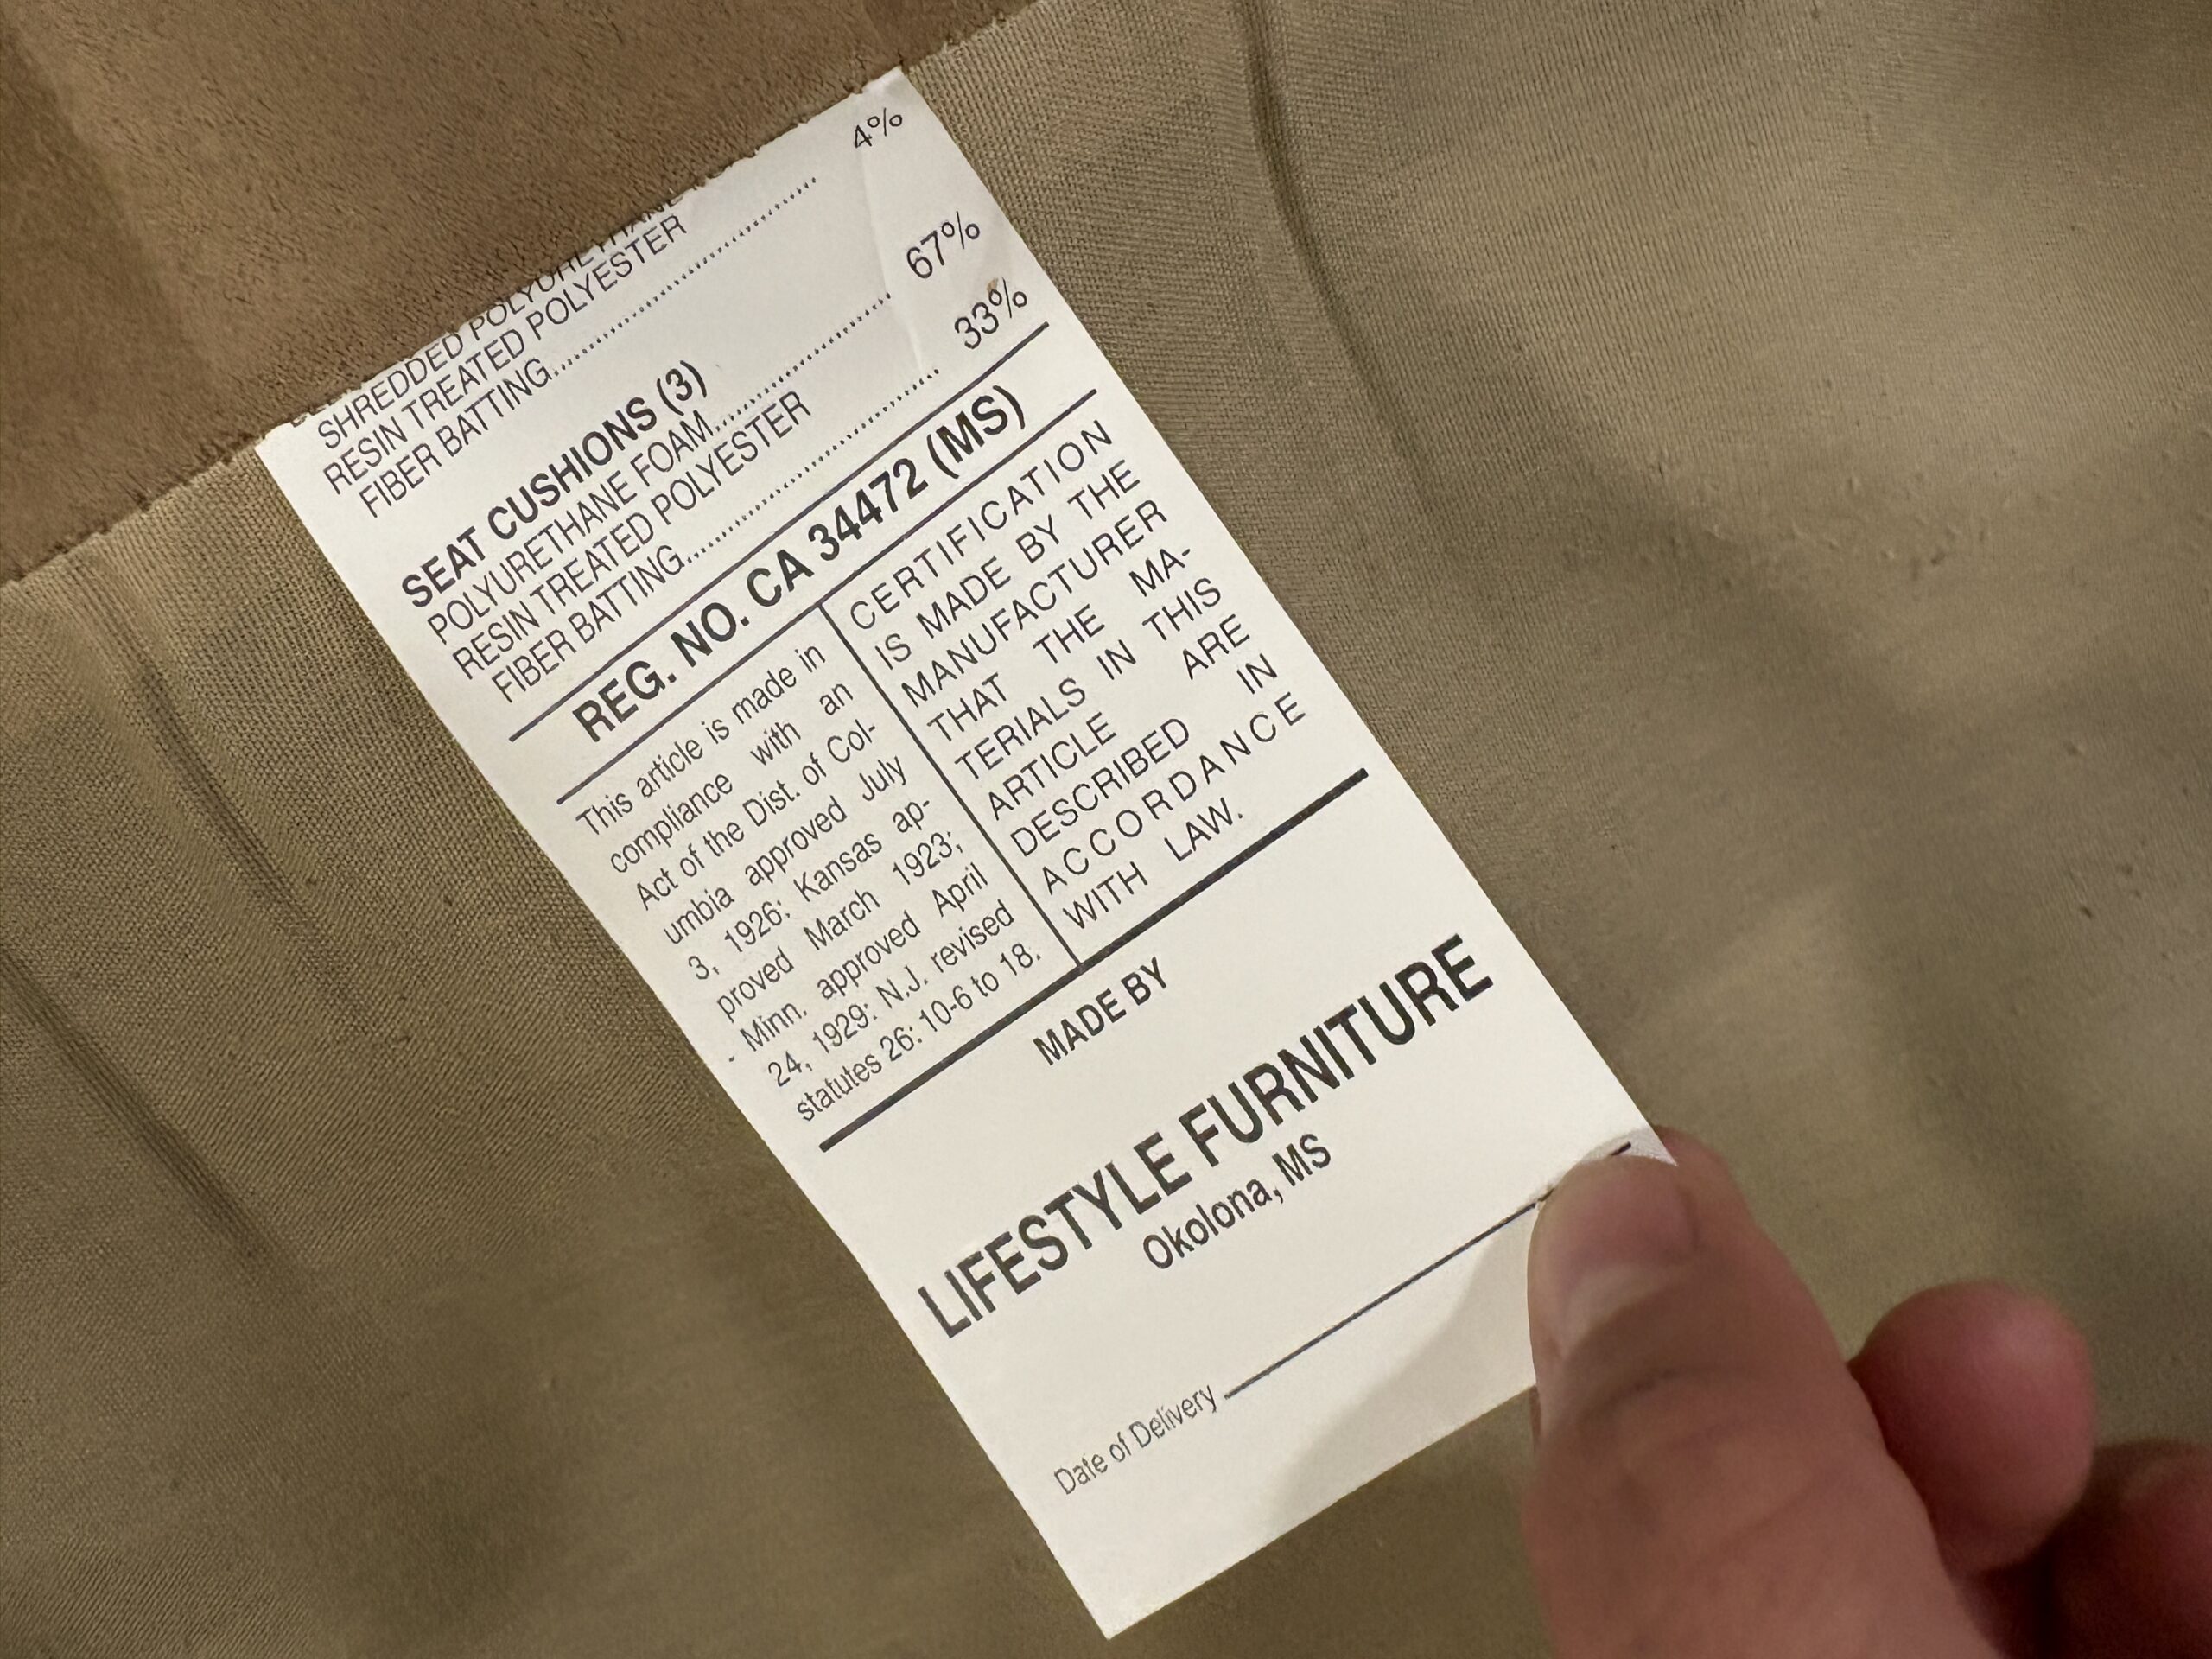 SHREDDED POLYURETHANE
RESIN TREATED POLYESTER
FIBER BATTING.................................... 4%
SEAT CUSHIONS (3)
POLYURETHANE FOAM........................ 67%
RESIN TREATED POLYESTER
FIBER BATTING.................................... 33%
REG. NO. CA 34472 (MS)
This article is made in
compliance with an
Act of the Dist. of Col-
umbia approved July
3, 1926: Kansas ap-
proved March 1923;
- Minn. approved April
24, 1929: N.J. revised
statutes 26: 10-6 to 18.
CERTIFICATION
IS MADE BY THE
MANUFACTURER
THAT THE MA-
TERIALS IN THIS
ARTICLE ARE
DESCRIBED IN
ACCORDANCE
WITH LAW.
MADE BY
LIFESTYLE FURNITURE
Okolona, MS
Date of Delivery